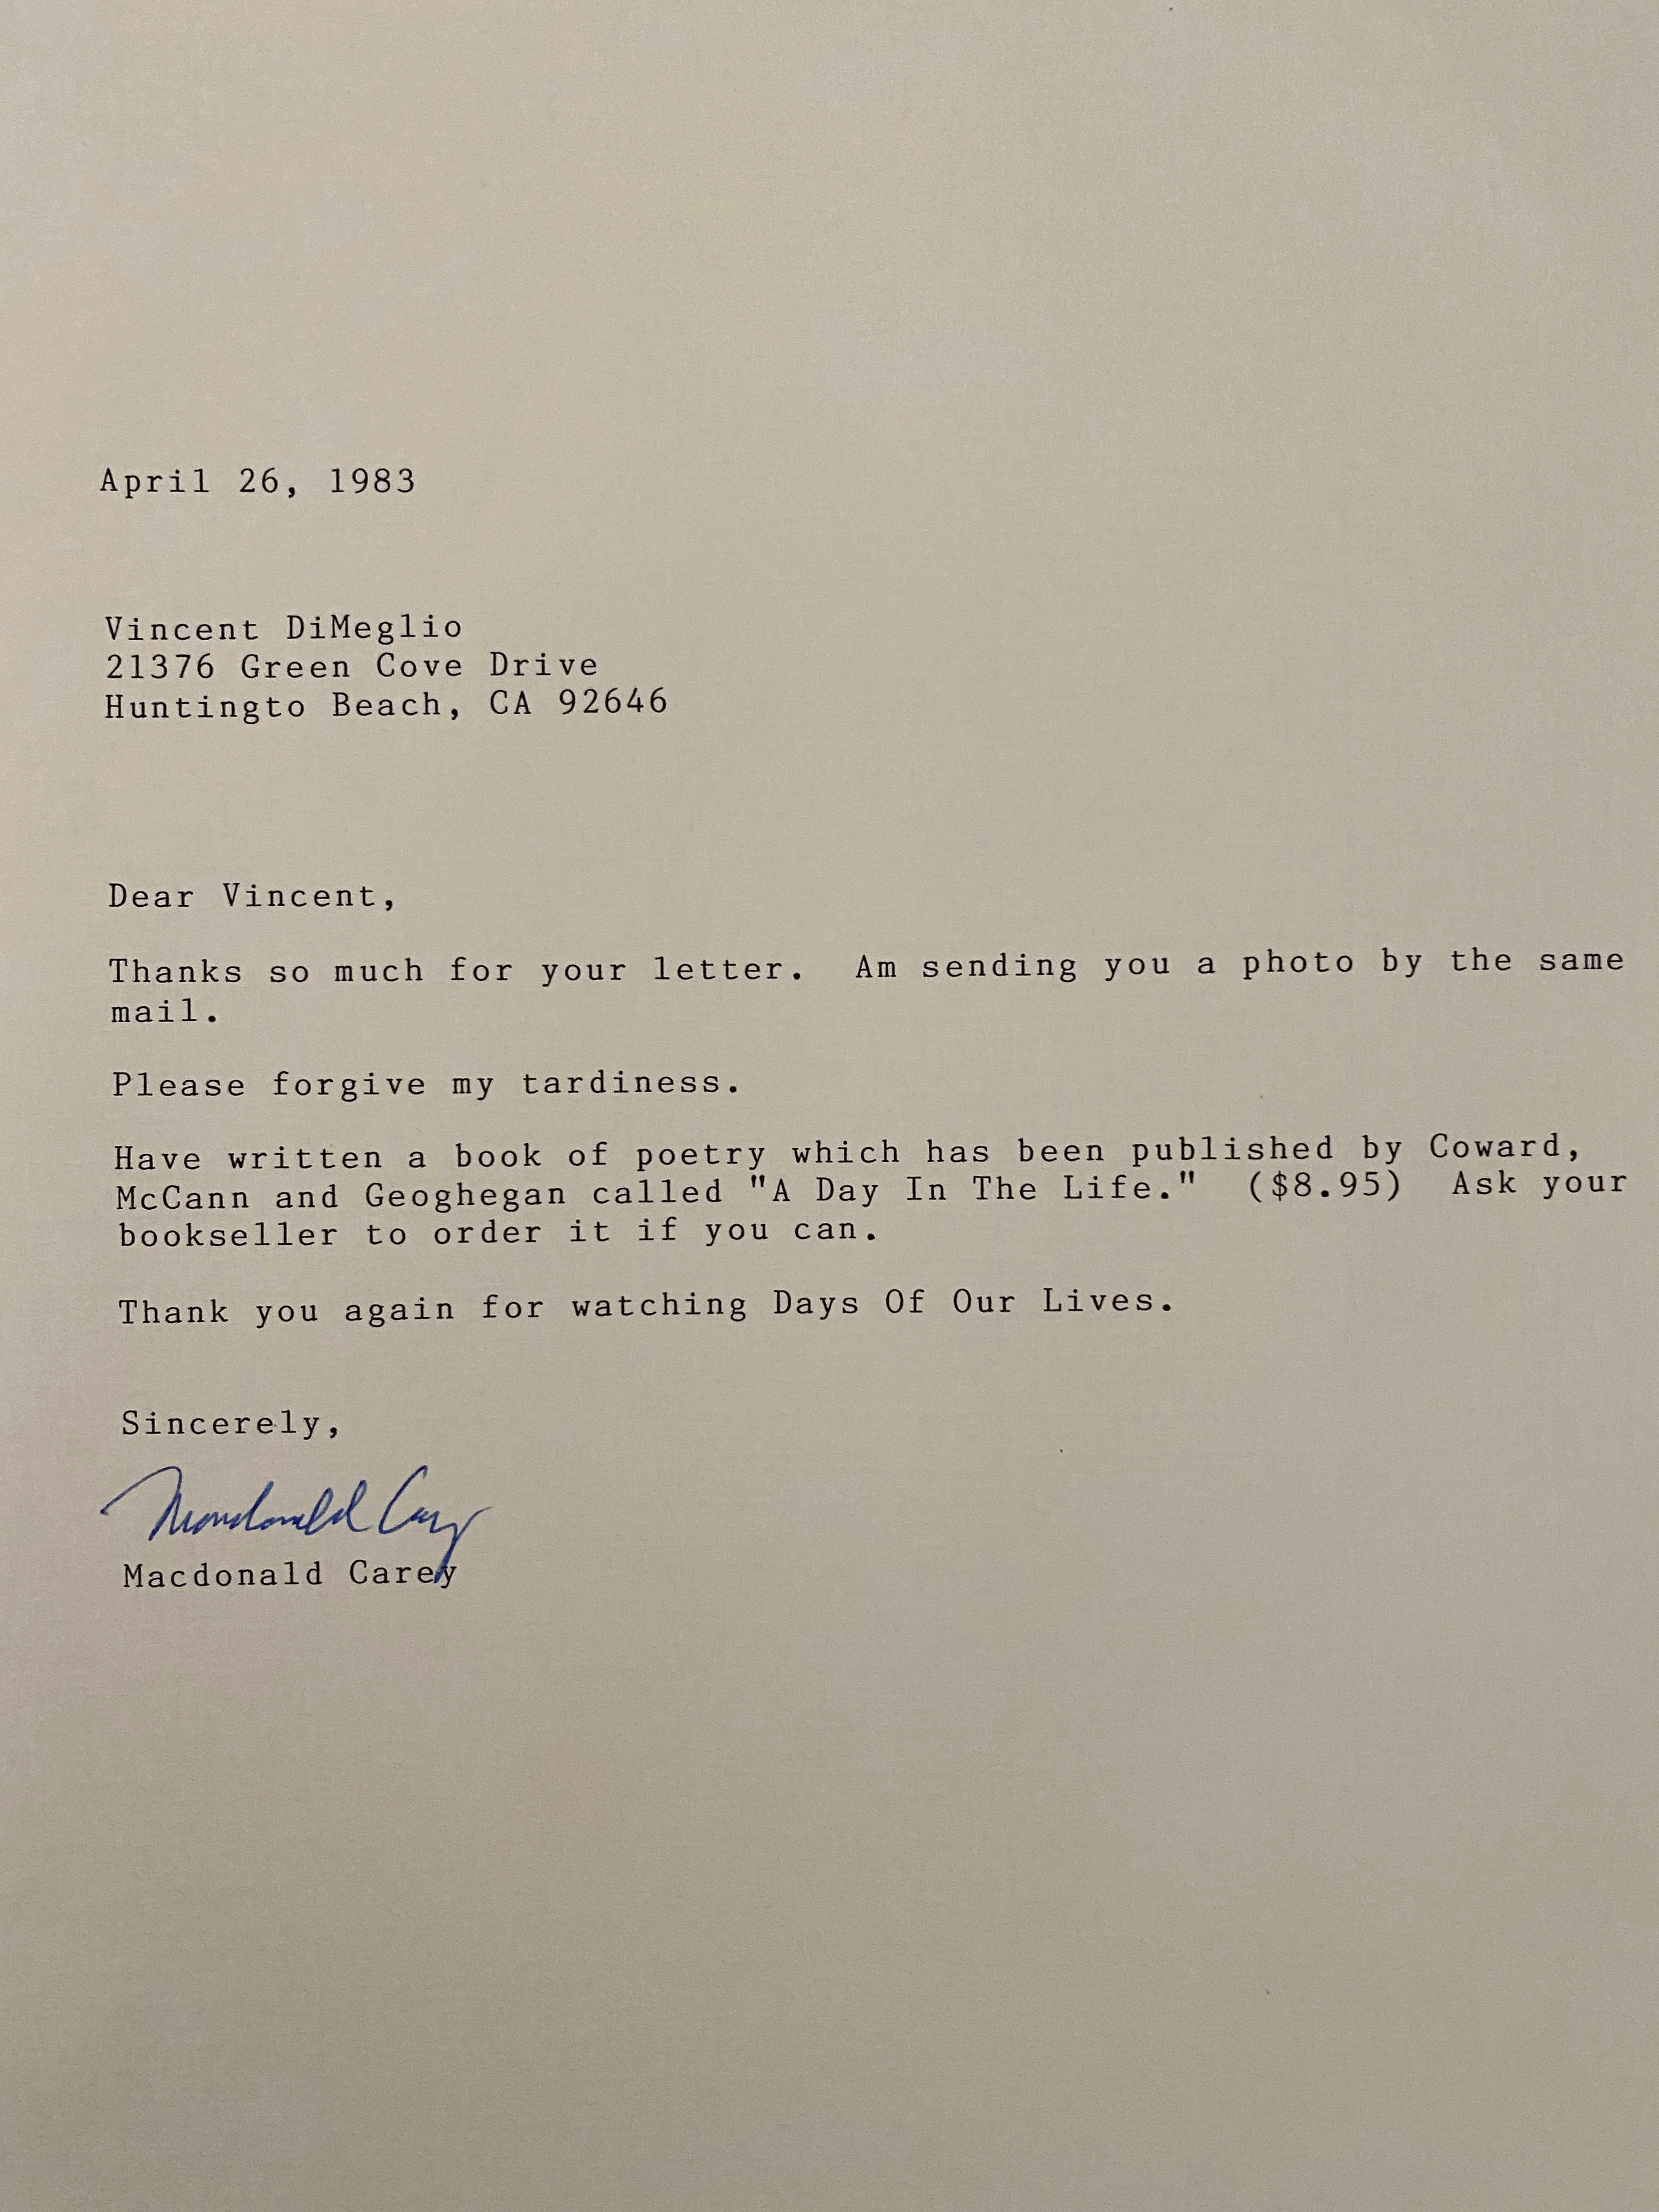 April 26, 1983
Vincent DiMeglio
21376 Green Cove Drive
Huntingto Beach, CA 92646
Dear Vincent,
Thanks so much for your letter.  Am sending you a photo by the same
mail.
Please forgive my tardiness.
Have written a book of poetry which has been published by Coward,
McCann and Geoghegan called "A Day In The Life."  ($8.95)  Ask your
bookseller to order it if you can.
Thank you again for watching Days Of Our Lives.
Sincerely,
Macdonald Carey
Macdonald Carey